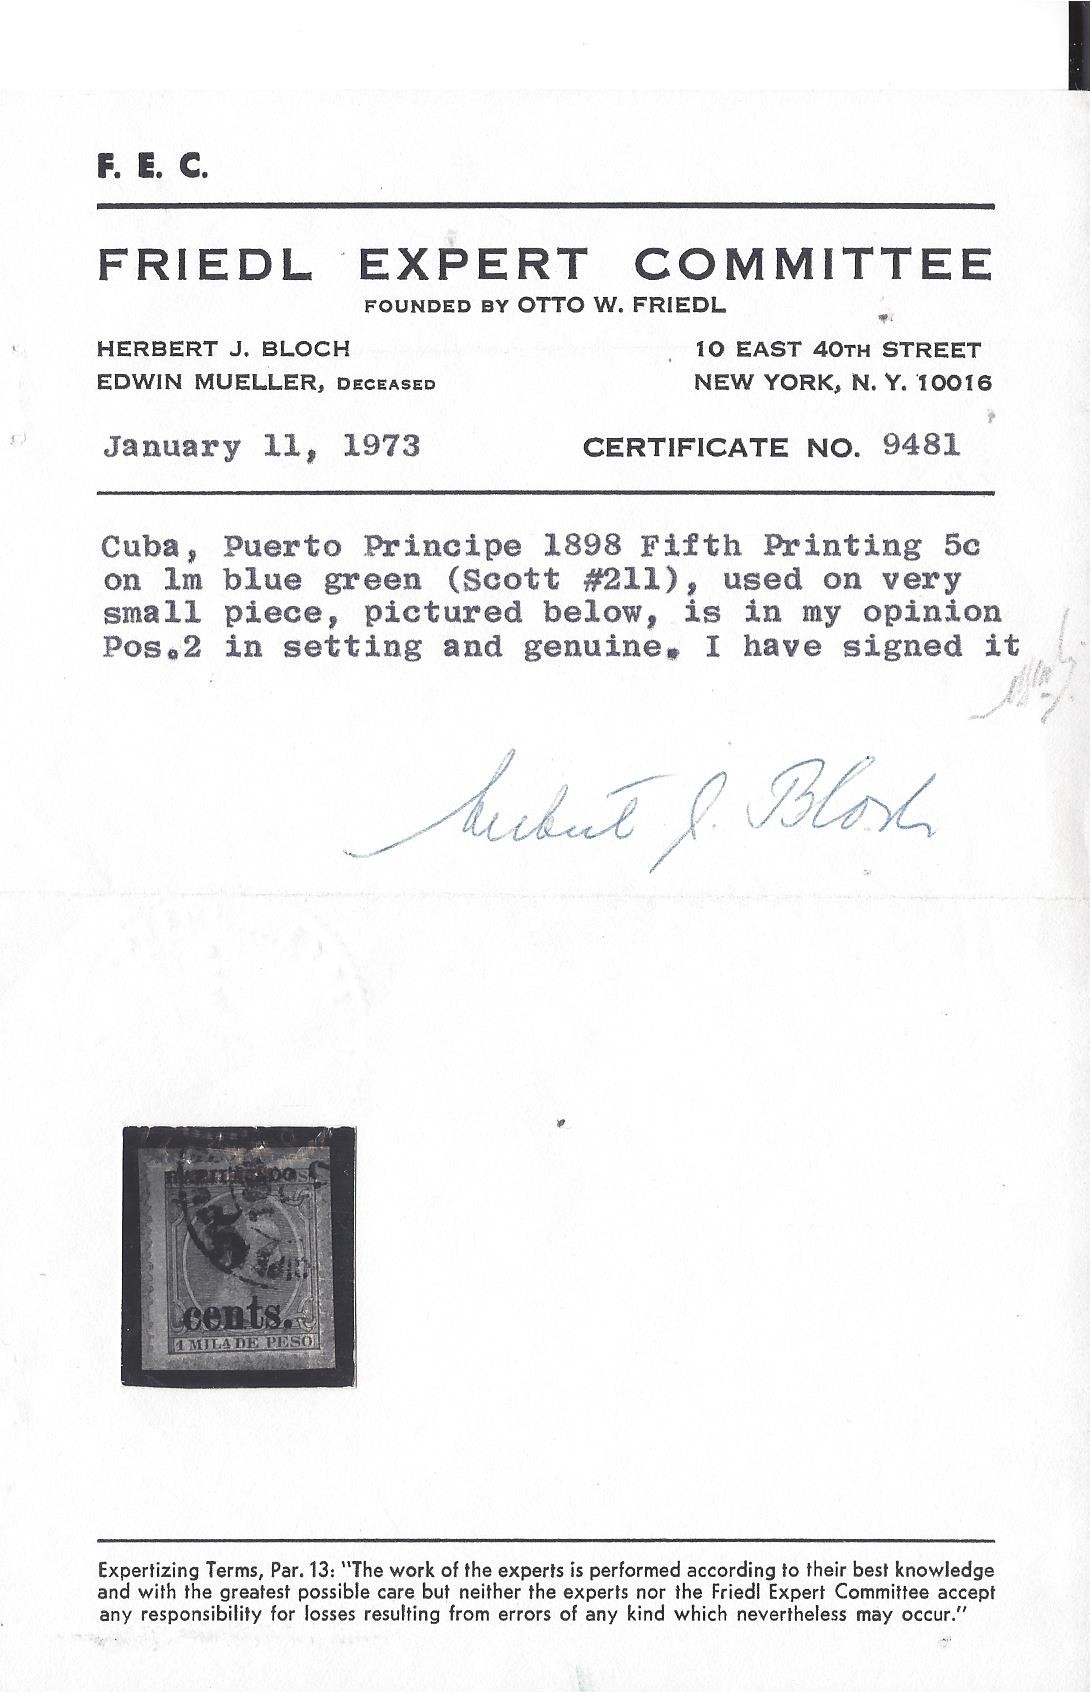 F. E. C.
FRIEDL EXPERT COMMITTEE
FOUNDED BY OTTO W. FRIEDL
HERBERT J. BLOCH
10 EAST 40TH STREET
EDWIN MUELLER, DECEASED
NEW YORK, N. Y. 10016
January 11, 1973
CERTIFICATE NO. 9481
Cuba, Puerto Principe 1898 Fifth Printing 5c
on 1m blue green (Scott #211), used on very
small piece, pictured below, is in my opinion
Pos.2 in setting and genuine. I have signed it
Herbert J. Bloch
HABILITADO
5
cents.
1 MILA DE PESO
Expertizing Terms, Par. 13: "The work of the experts is performed according to their best knowledge
and with the greatest possible care but neither the experts nor the Friedl Expert Committee accept
any responsibility for losses resulting from errors of any kind which nevertheless may occur."